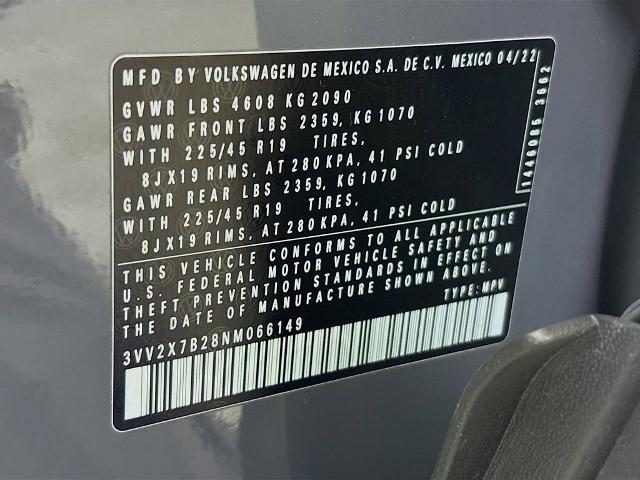 MFD BY VOLKSWAGEN DE MEXICO S.A. DE C.V. MEXICO 04/22
GVWR LBS 4608 KG 2090
GAWR FRONT LBS 2359, KG 1070
WITH 225/45 R19 TIRES,
8JX19 RIMS, AT 280 KPA, 41 PSI COLD
GAWR REAR LBS 2359, KG 1070
WITH 225/45 R19 TIRES,
8JX19 RIMS, AT 280 KPA, 41 PSI COLD
1446085 3662
THIS VEHICLE CONFORMS TO ALL APPLICABLE
U.S. FEDERAL MOTOR VEHICLE SAFETY AND
THEFT PREVENTION STANDARDS IN EFFECT ON
THE DATE OF MANUFACTURE SHOWN ABOVE.
TYPE: MPV
3VV2X7B28NM066149